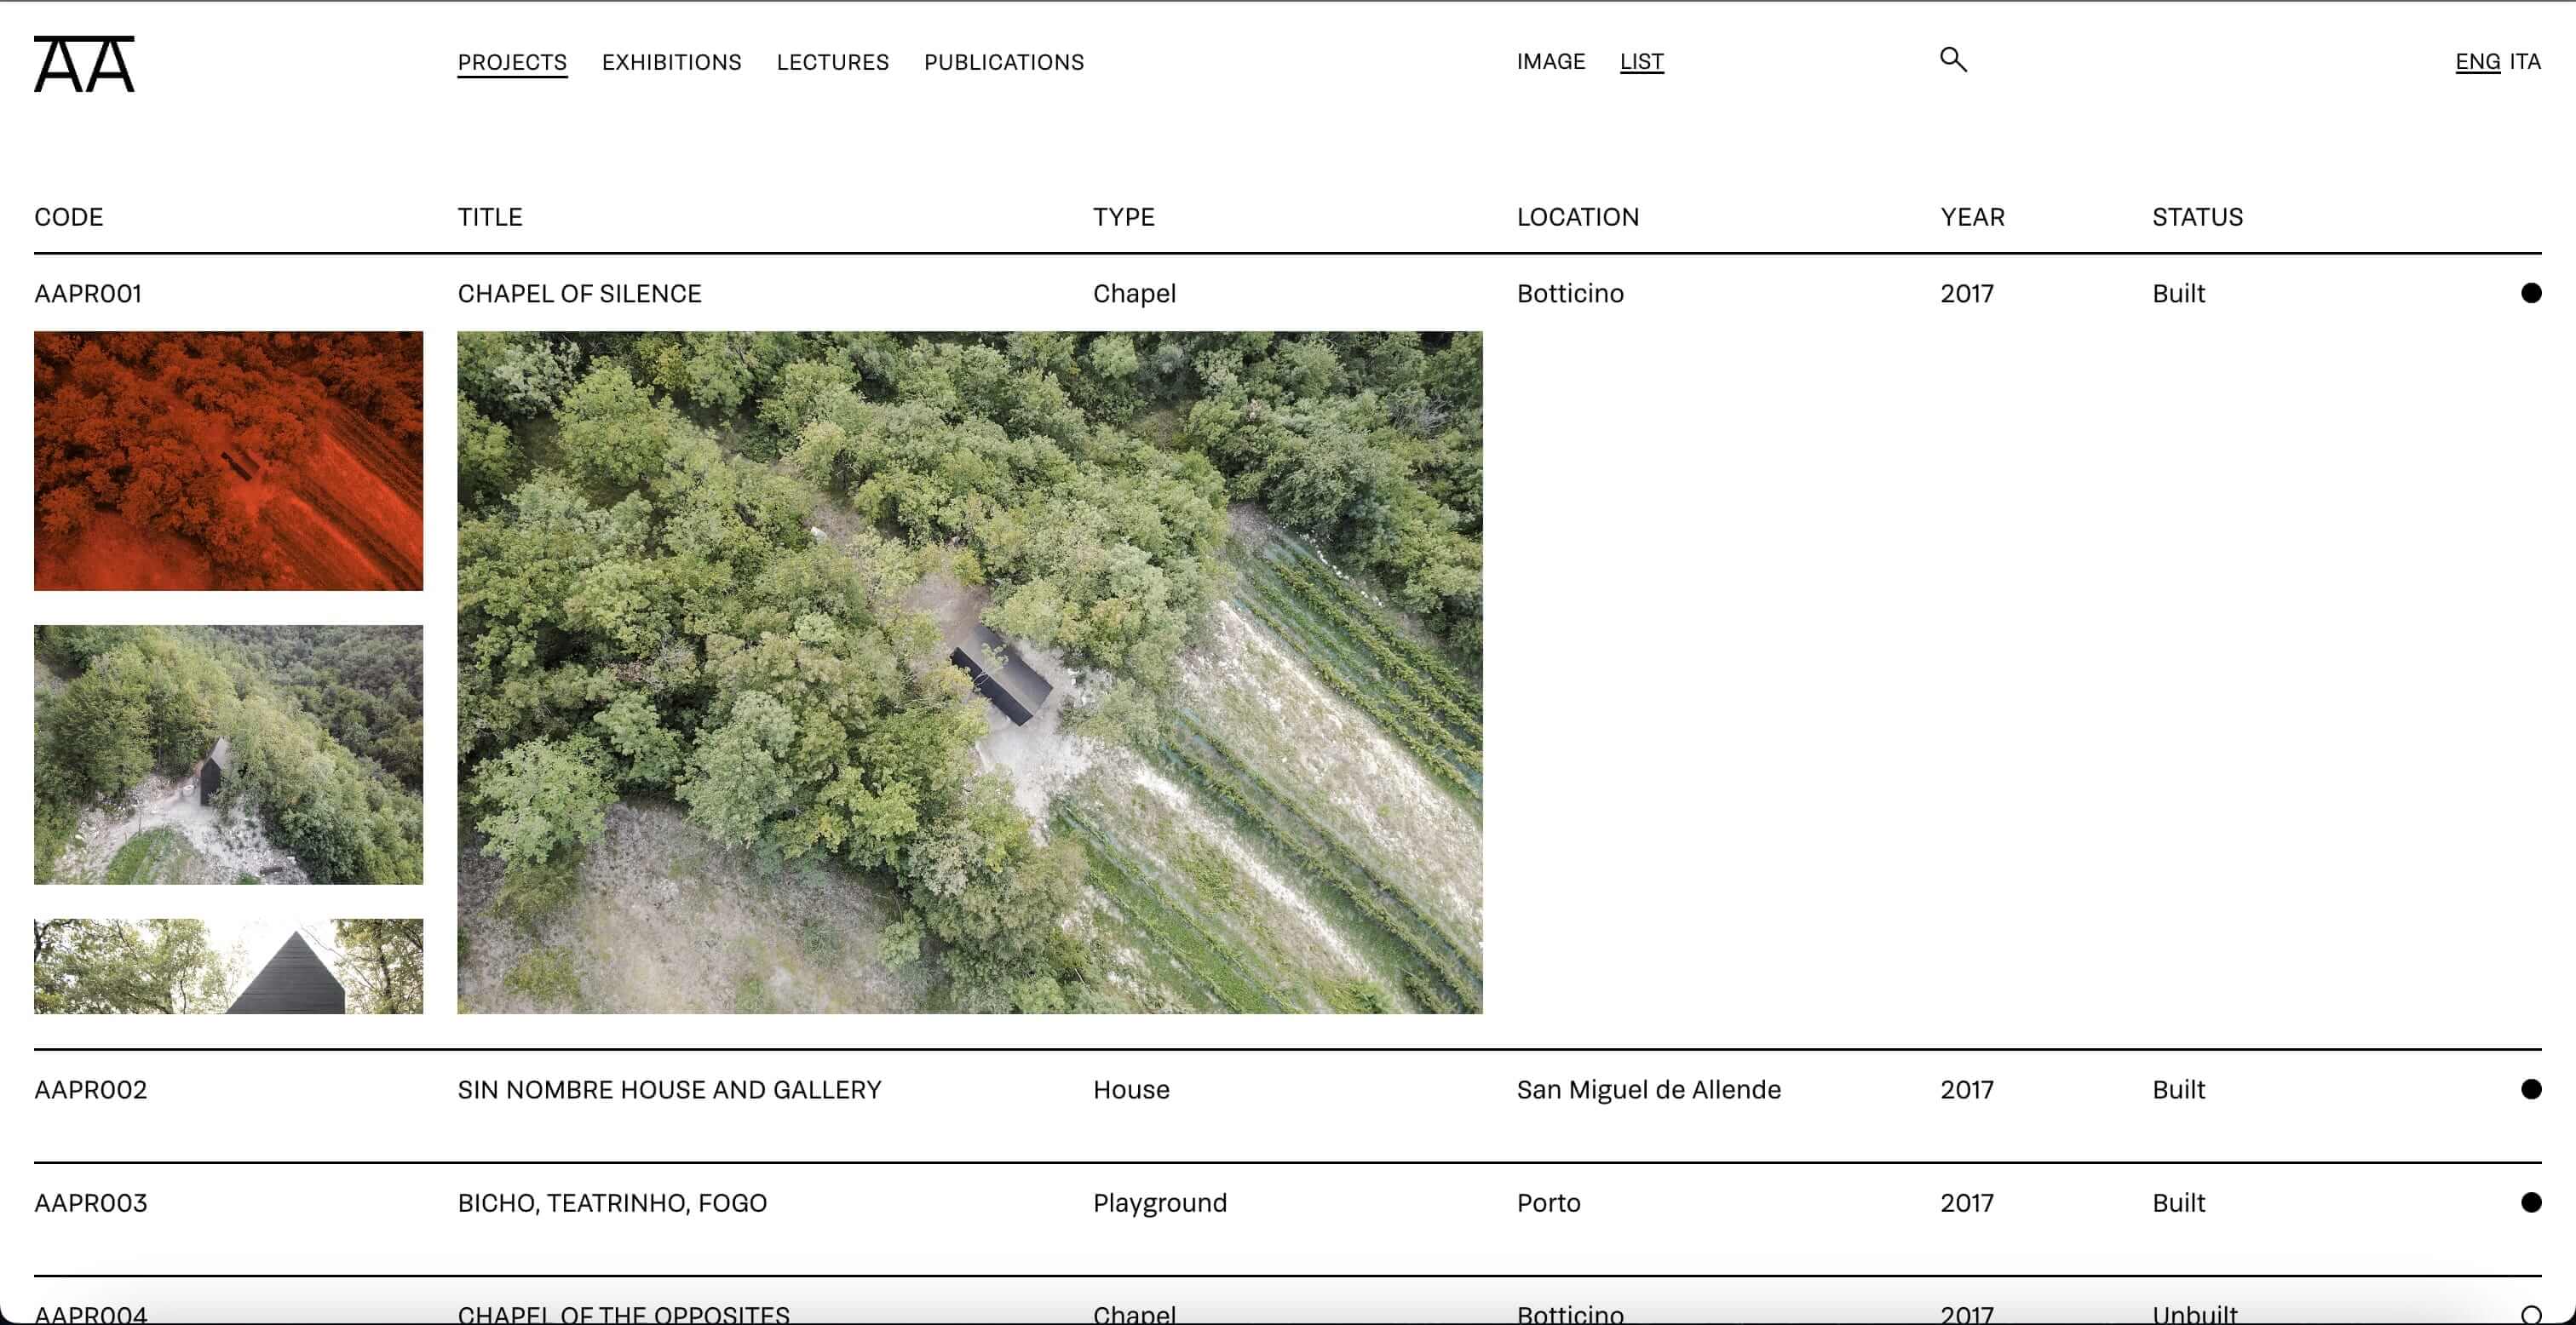 AA
PROJECTS EXHIBITIONS LECTURES PUBLICATIONS IMAGE LIST ENG ITA
CODE TITLE TYPE LOCATION YEAR STATUS
AAPR001 CHAPEL OF SILENCE Chapel Botticino 2017 Built
AAPR002 SIN NOMBRE HOUSE AND GALLERY House San Miguel de Allende 2017 Built
AAPR003 BICHO, TEATRINHO, FOGO Playground Porto 2017 Built
AAPR004 CHAPEL OF THE OPPOSITES Chapel Botticino 2017 Unbuilt